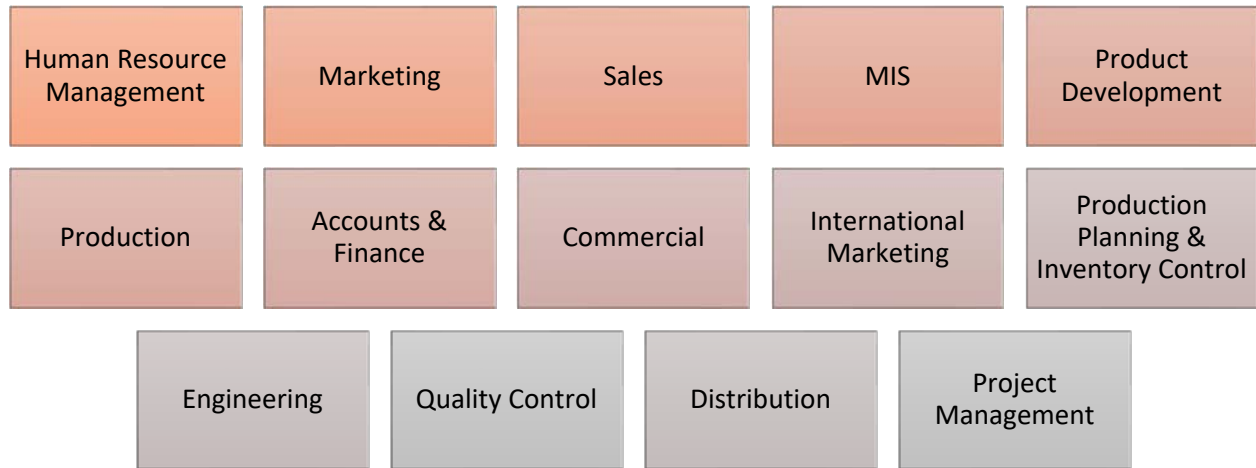 Human Resource
Management
Marketing
Sales
MIS
Product
Development
Production
Accounts &
Finance
Commercial
International
Marketing
Production
Planning &
Inventory Control
Engineering
Quality Control
Distribution
Project
Management